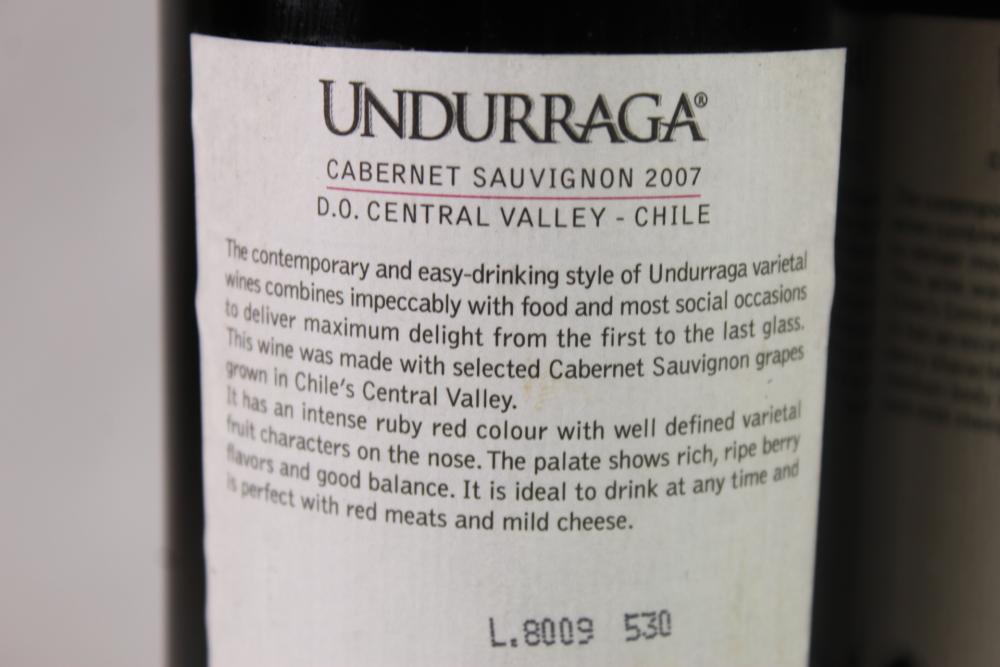 UNDURRAGA®
CABERNET SAUVIGNON 2007
D.O. CENTRAL VALLEY - CHILE
The contemporary and easy-drinking style of Undurraga varietal
wines combines impeccably with food and most social occasions
to deliver maximum delight from the first to the last glass.
This wine was made with selected Cabernet Sauvignon grapes
grown in Chile's Central Valley.
It has an intense ruby red colour with well defined varietal
fruit characters on the nose. The palate shows rich, ripe berry
flavors and good balance. It is ideal to drink at any time and
is perfect with red meats and mild cheese.
L.8009 530